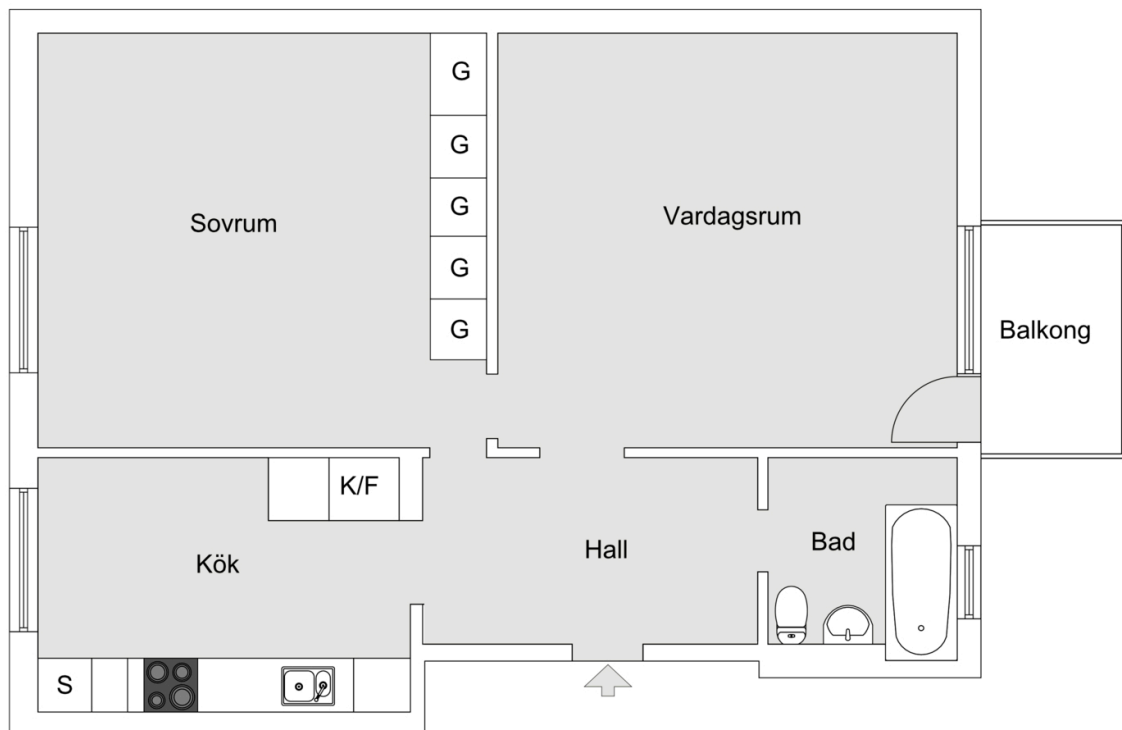 G
G
G
G
G
Sovrum
Vardagsrum
Balkong
K/F
Kök
Hall
Bad
S